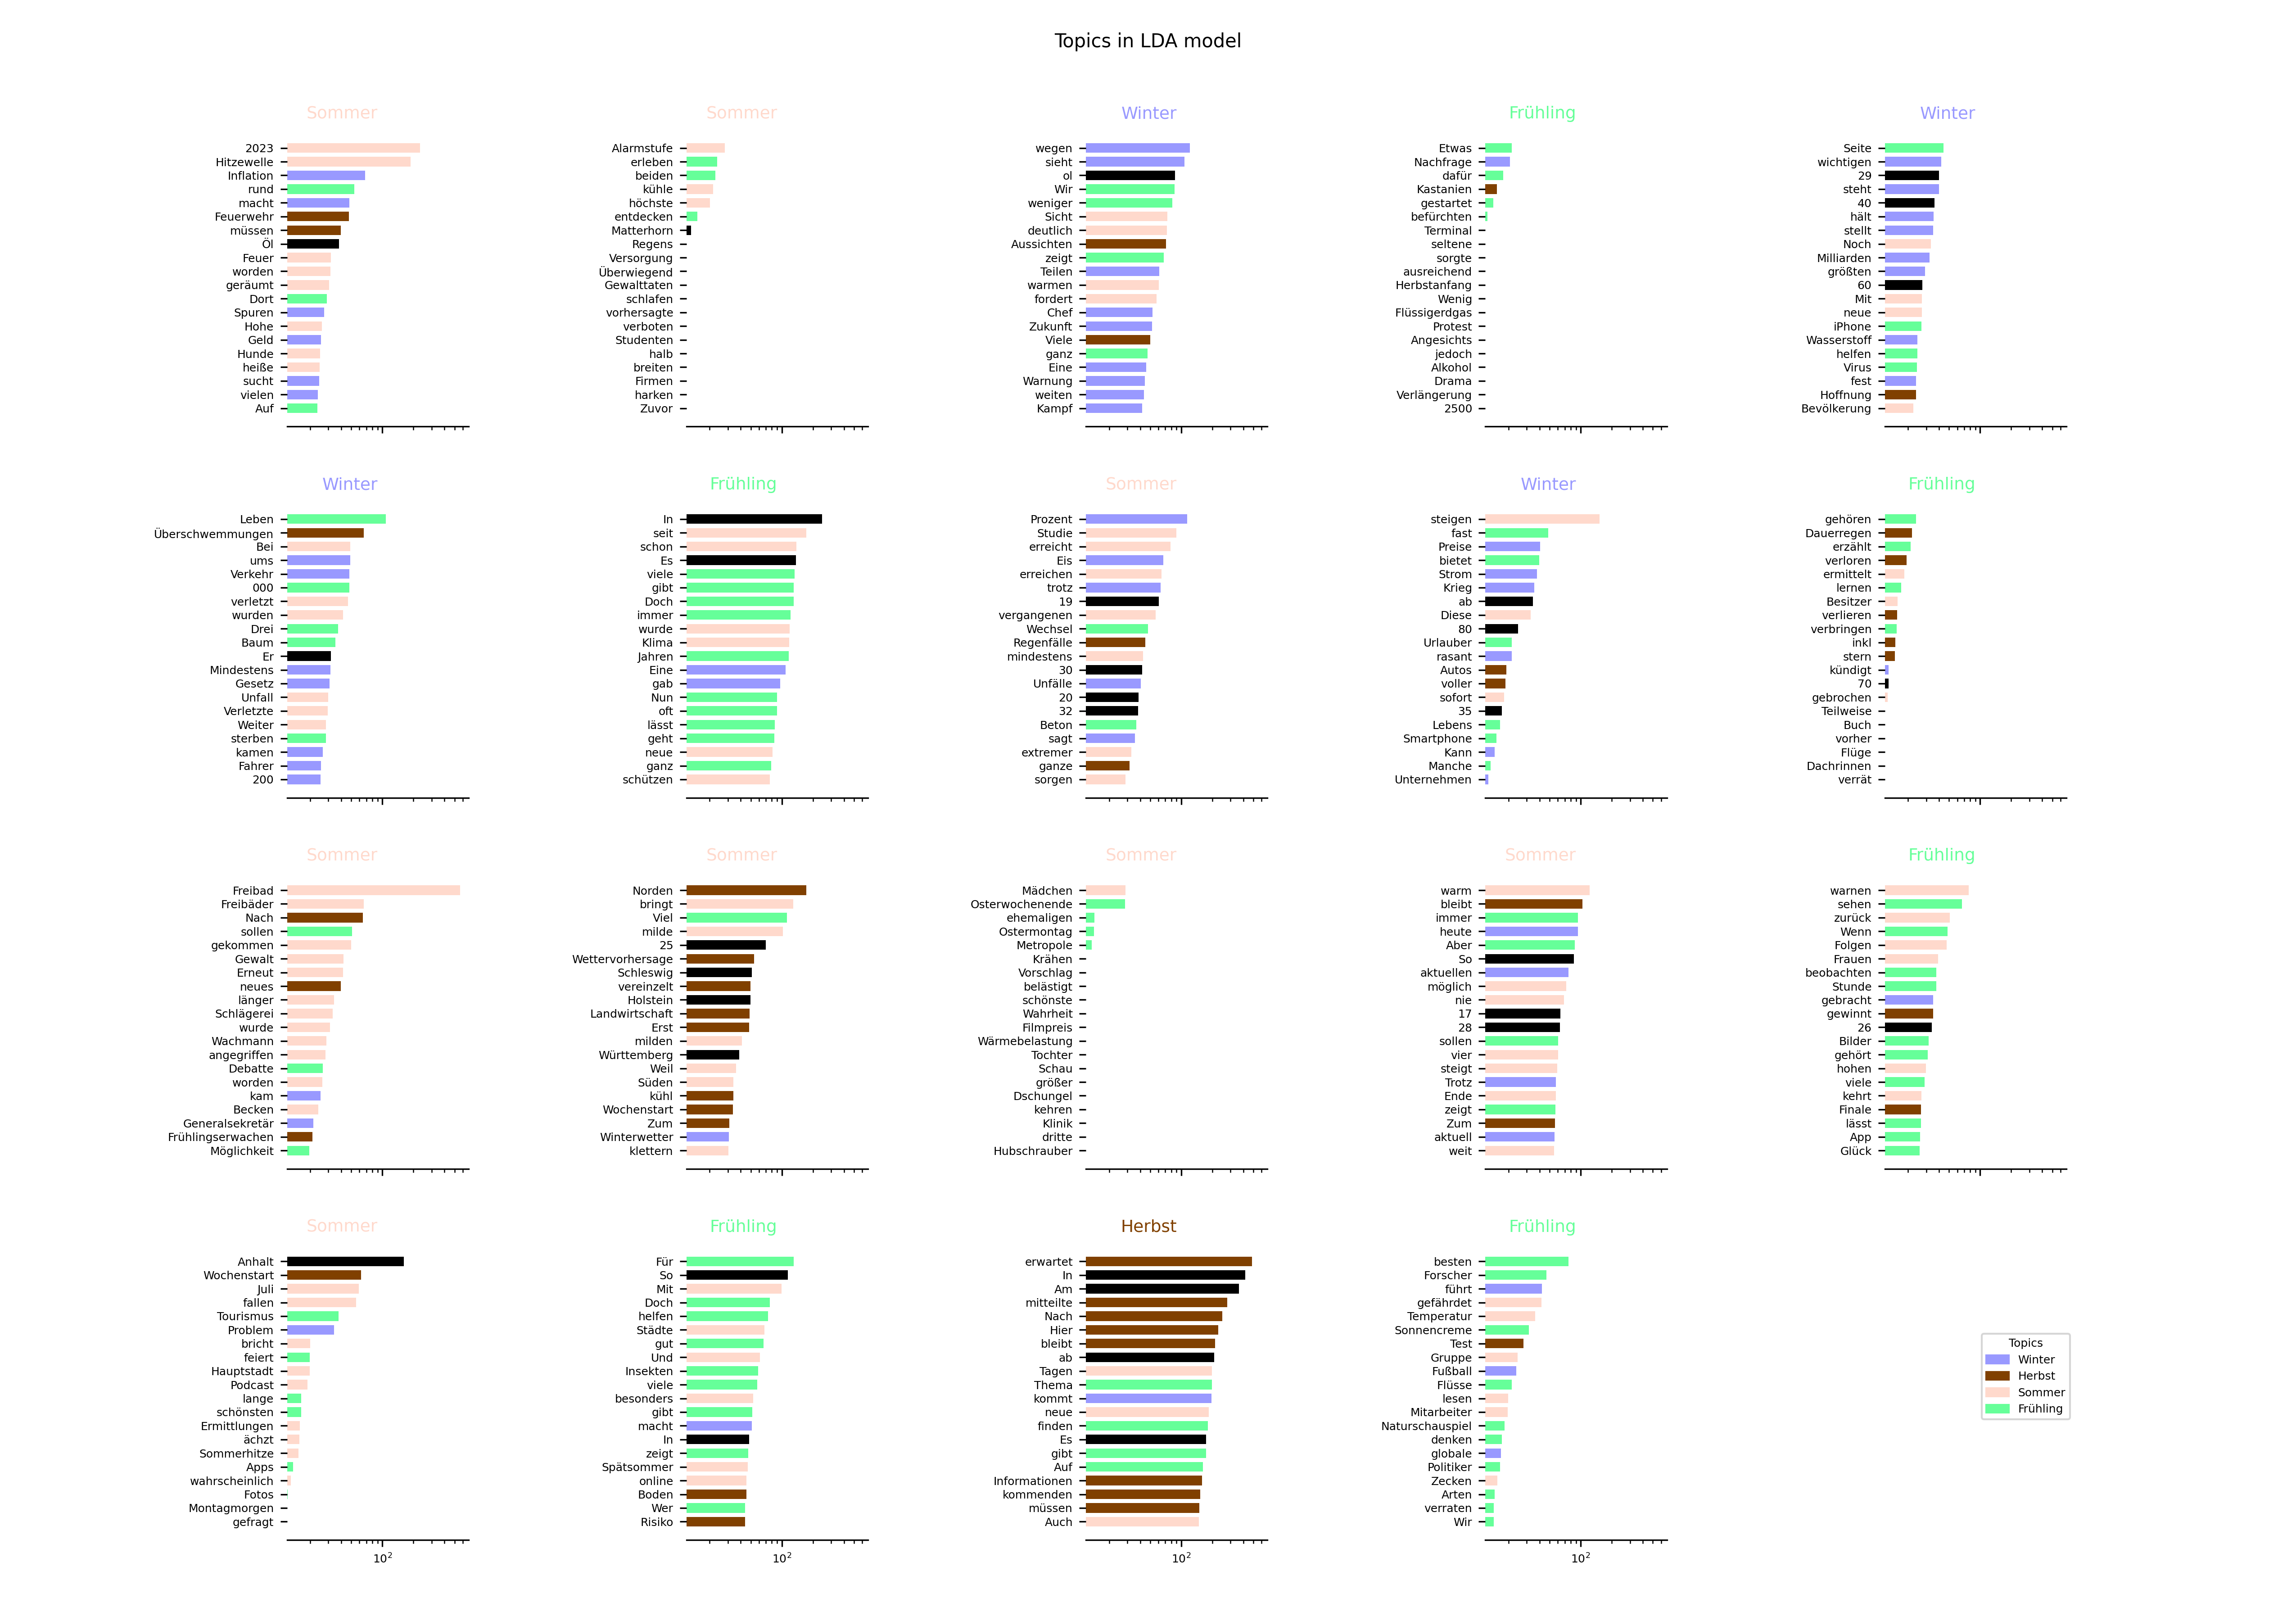 Topics in LDA model
Sommer
2023
Hitzewelle
Inflation
rund
macht
Feuerwehr
müssen
Öl
Feuer
worden
geräumt
Dort
Spuren
Hohe
Geld
Hunde
heiße
sucht
vielen
Auf
Sommer
Alarmstufe
erleben
beiden
kühle
höchste
entdecken
Matterhorn
Regens
Versorgung
Überwiegend
Gewalttaten
schlafen
vorhersagte
verboten
Studenten
halb
breiten
Firmen
harken
Zuvor
Winter
wegen
sieht
ol
Wir
weniger
Sicht
deutlich
Aussichten
zeigt
Teilen
warmen
fordert
Chef
Zukunft
Viele
ganz
Eine
Warnung
weiten
Kampf
Frühling
Etwas
Nachfrage
dafür
Kastanien
gestartet
befürchten
Terminal
seltene
sorgte
ausreichend
Herbstanfang
Wenig
Flüssigerdgas
Protest
Angesichts
jedoch
Alkohol
Drama
Verlängerung
2500
Winter
Seite
wichtigen
29
steht
40
hält
stellt
Noch
Milliarden
größten
60
Mit
neue
iPhone
Wasserstoff
helfen
Virus
fest
Hoffnung
Bevölkerung
Winter
Leben
Überschwemmungen
Bei
ums
Verkehr
000
verletzt
wurden
Drei
Baum
Er
Mindestens
Gesetz
Unfall
Verletzte
Weiter
sterben
kamen
Fahrer
200
Frühling
In
seit
schon
Es
viele
gibt
Doch
immer
wurde
Klima
Jahren
Eine
gab
Nun
oft
lässt
geht
neue
ganz
schützen
Sommer
Prozent
Studie
erreicht
Eis
erreichen
trotz
19
vergangenen
Wechsel
Regenfälle
mindestens
30
Unfälle
20
32
Beton
sagt
extremer
ganze
sorgen
Winter
steigen
fast
Preise
bietet
Strom
Krieg
ab
Diese
80
Urlauber
rasant
Autos
voller
sofort
35
Lebens
Smartphone
Kann
Manche
Unternehmen
Frühling
gehören
Dauerregen
erzählt
verloren
ermittelt
lernen
Besitzer
verlieren
verbringen
inkl
stern
kündigt
70
gebrochen
Teilweise
Buch
vorher
Flüge
Dachrinnen
verrät
Sommer
Freibad
Freibäder
Nach
sollen
gekommen
Gewalt
Erneut
neues
länger
Schlägerei
wurde
Wachmann
angegriffen
Debatte
worden
kam
Becken
Generalsekretär
Frühlingserwachen
Möglichkeit
Sommer
Norden
bringt
Viel
milde
25
Wettervorhersage
Schleswig
vereinzelt
Holstein
Landwirtschaft
Erst
milden
Württemberg
Weil
Süden
kühl
Wochenstart
Zum
Winterwetter
klettern
Sommer
Mädchen
Osterwochenende
ehemaligen
Ostermontag
Metropole
Krähen
Vorschlag
belästigt
schönste
Wahrheit
Filmpreis
Wärmebelastung
Tochter
Schau
größer
Dschungel
kehren
Klinik
dritte
Hubschrauber
Sommer
warm
bleibt
immer
heute
Aber
So
aktuellen
möglich
nie
17
28
sollen
vier
steigt
Trotz
Ende
zeigt
Zum
aktuell
weit
Frühling
warnen
sehen
zurück
Wenn
Folgen
Frauen
beobachten
Stunde
gebracht
gewinnt
26
Bilder
gehört
hohen
viele
kehrt
Finale
lässt
App
Glück
Sommer
Anhalt
Wochenstart
Juli
fallen
Tourismus
Problem
bricht
feiert
Hauptstadt
Podcast
lange
schönsten
Ermittlungen
ächzt
Sommerhitze
Apps
wahrscheinlich
Fotos
Montagmorgen
gefragt
10²
Frühling
Für
So
Mit
Doch
helfen
Städte
gut
Und
Insekten
viele
besonders
gibt
macht
In
zeigt
Spätsommer
online
Boden
Wer
Risiko
10²
Herbst
erwartet
In
Am
mitteilte
Nach
Hier
bleibt
ab
Tagen
Thema
kommt
neue
finden
Es
gibt
Auf
Informationen
kommenden
müssen
Auch
10²
Frühling
besten
Forscher
führt
gefährdet
Temperatur
Sonnencreme
Test
Gruppe
Fußball
Flüsse
lesen
Mitarbeiter
Naturschauspiel
denken
globale
Politiker
Zecken
Arten
verraten
Wir
10²
Topics
Winter
Herbst
Sommer
Frühling